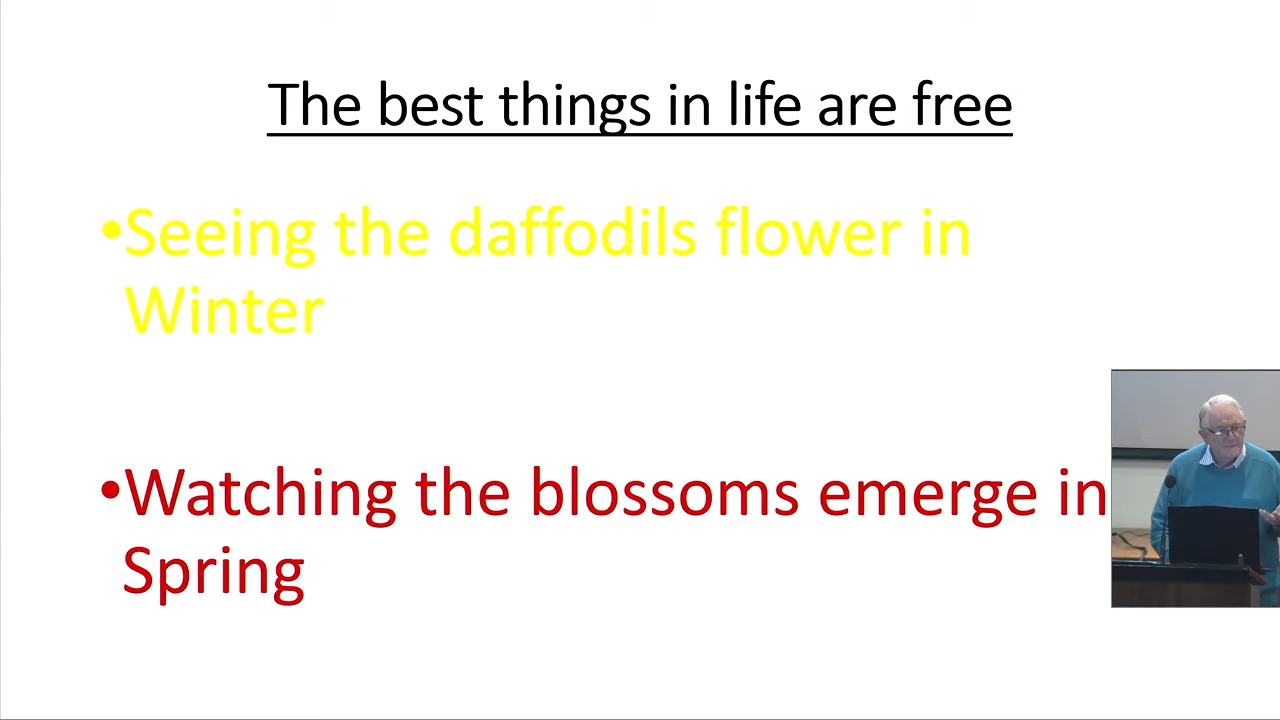 The best things in life are free
•Seeing the daffodils flower in
Winter
•Watching the blossoms emerge in
Spring